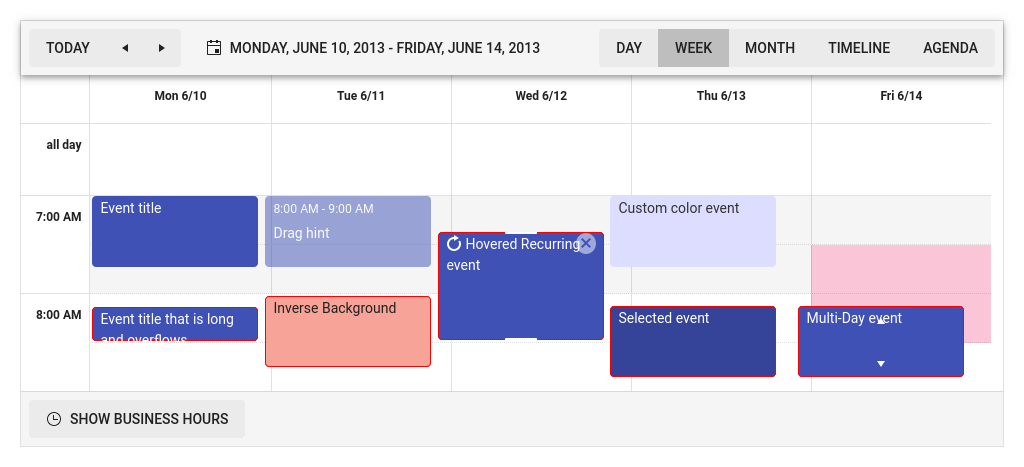 TODAY MONDAY, JUNE 10, 2013 - FRIDAY, JUNE 14, 2013 DAY WEEK MONTH TIMELINE AGENDA
Mon 6/10 Tue 6/11 Wed 6/12 Thu 6/13 Fri 6/14
all day
7:00 AM
Event title
8:00 AM - 9:00 AM
Drag hint
Hovered Recurring
event
Custom color event
8:00 AM
Event title that is long
and overflows
Inverse Background
Selected event
Multi-Day event
SHOW BUSINESS HOURS